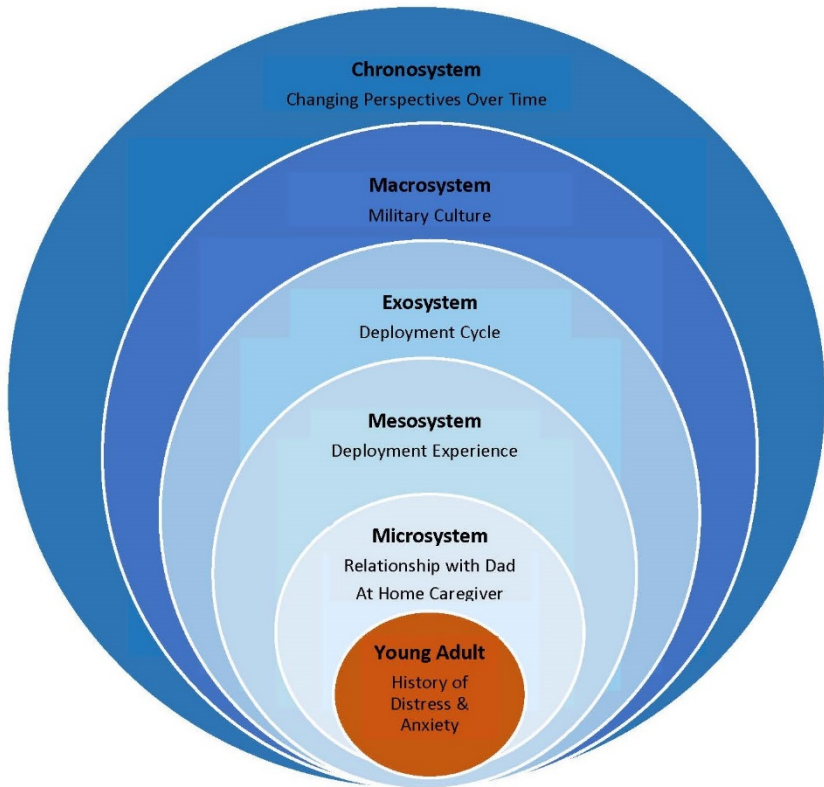 Chronosystem
Changing Perspectives Over Time
Macrosystem
Military Culture
Exosystem
Deployment Cycle
Mesosystem
Deployment Experience
Microsystem
Relationship with Dad
At Home Caregiver
Young Adult
History of
Distress &
Anxiety